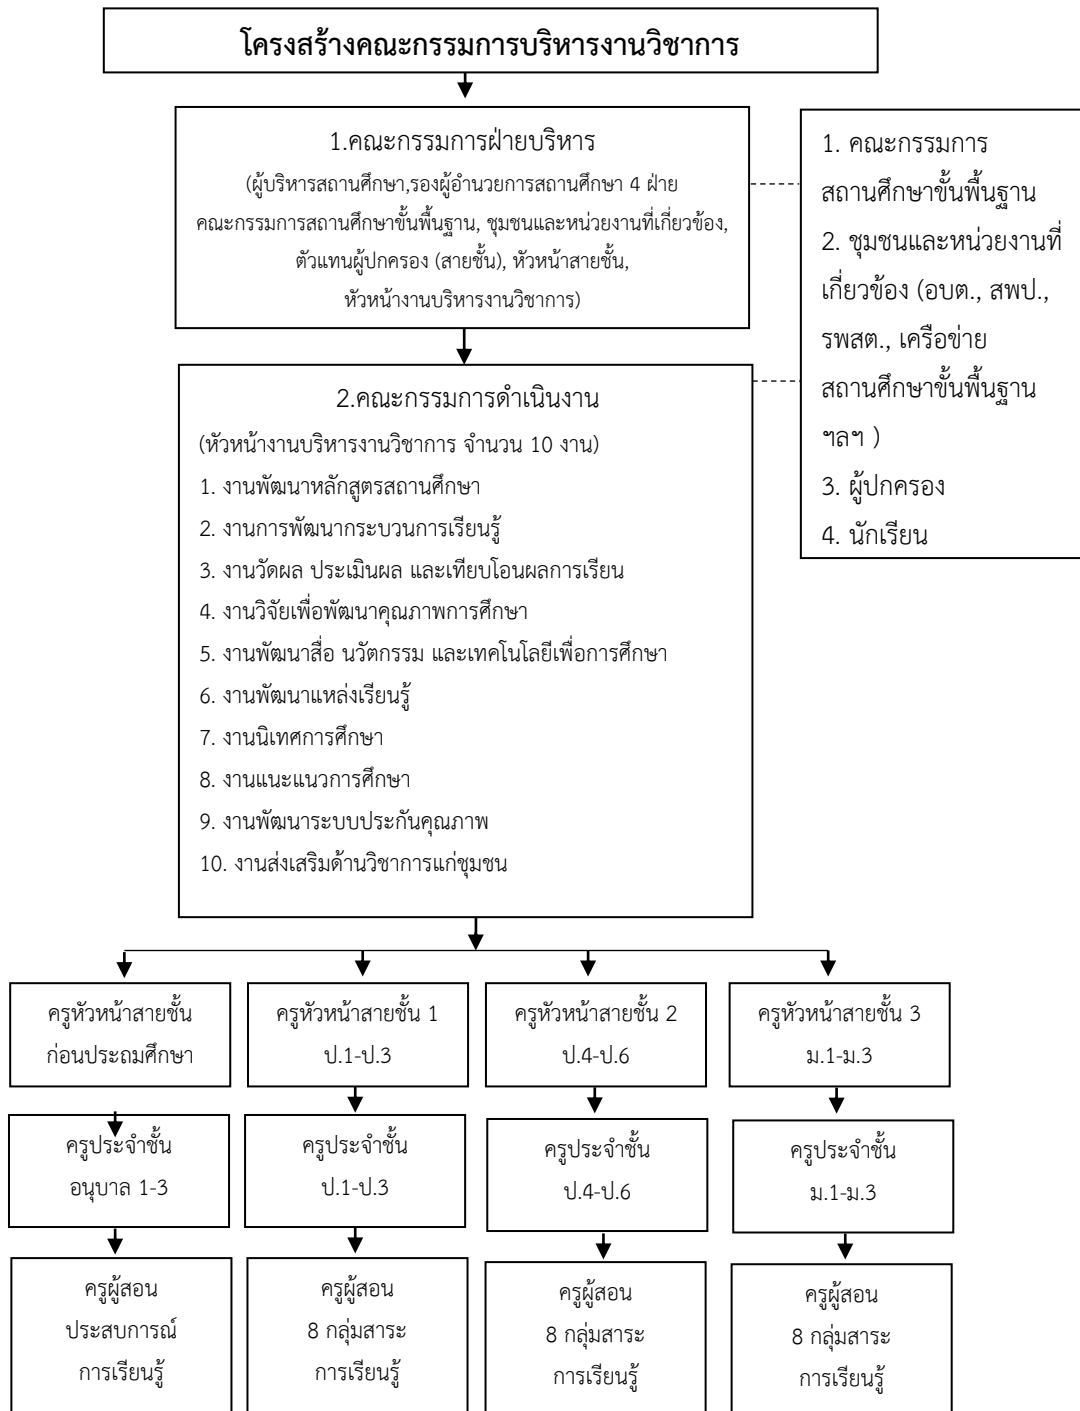 โครงสร้างคณะกรรมการบริหารงานวิชาการ
1.คณะกรรมการฝ่ายบริหาร
(ผู้บริหารสถานศึกษา,รองผู้อำนวยการสถานศึกษา 4 ฝ่าย
คณะกรรมการสถานศึกษาขั้นพื้นฐาน, ชุมชนและหน่วยงานที่เกี่ยวข้อง,
ตัวแทนผู้ปกครอง (สายชั้น), หัวหน้าสายชั้น,
หัวหน้างานบริหารงานวิชาการ)
1. คณะกรรมการ
สถานศึกษาขั้นพื้นฐาน
2. ชุมชนและหน่วยงานที่
เกี่ยวข้อง (อบต., สพป.,
รพสต., เครือข่าย
สถานศึกษาขั้นพื้นฐาน
ฯลฯ )
3. ผู้ปกครอง
4. นักเรียน
2.คณะกรรมการดำเนินงาน
(หัวหน้างานบริหารงานวิชาการ จำนวน 10 งาน)
1. งานพัฒนาหลักสูตรสถานศึกษา
2. งานการพัฒนากระบวนการเรียนรู้
3. งานวัดผล ประเมินผล และเทียบโอนผลการเรียน
4. งานวิจัยเพื่อพัฒนาคุณภาพการศึกษา
5. งานพัฒนาสื่อ นวัตกรรม และเทคโนโลยีเพื่อการศึกษา
6. งานพัฒนาแหล่งเรียนรู้
7. งานนิเทศการศึกษา
8. งานแนะแนวการศึกษา
9. งานพัฒนาระบบประกันคุณภาพ
10. งานส่งเสริมด้านวิชาการแก่ชุมชน
ครูหัวหน้าสายชั้น
ก่อนประถมศึกษา
ครูหัวหน้าสายชั้น 1
ป.1-ป.3
ครูหัวหน้าสายชั้น 2
ป.4-ป.6
ครูหัวหน้าสายชั้น 3
ม.1-ม.3
ครูประจำชั้น
อนุบาล 1-3
ครูประจำชั้น
ป.1-ป.3
ครูประจำชั้น
ป.4-ป.6
ครูประจำชั้น
ม.1-ม.3
ครูผู้สอน
ประสบการณ์
การเรียนรู้
ครูผู้สอน
8 กลุ่มสาระ
การเรียนรู้
ครูผู้สอน
8 กลุ่มสาระ
การเรียนรู้
ครูผู้สอน
8 กลุ่มสาระ
การเรียนรู้